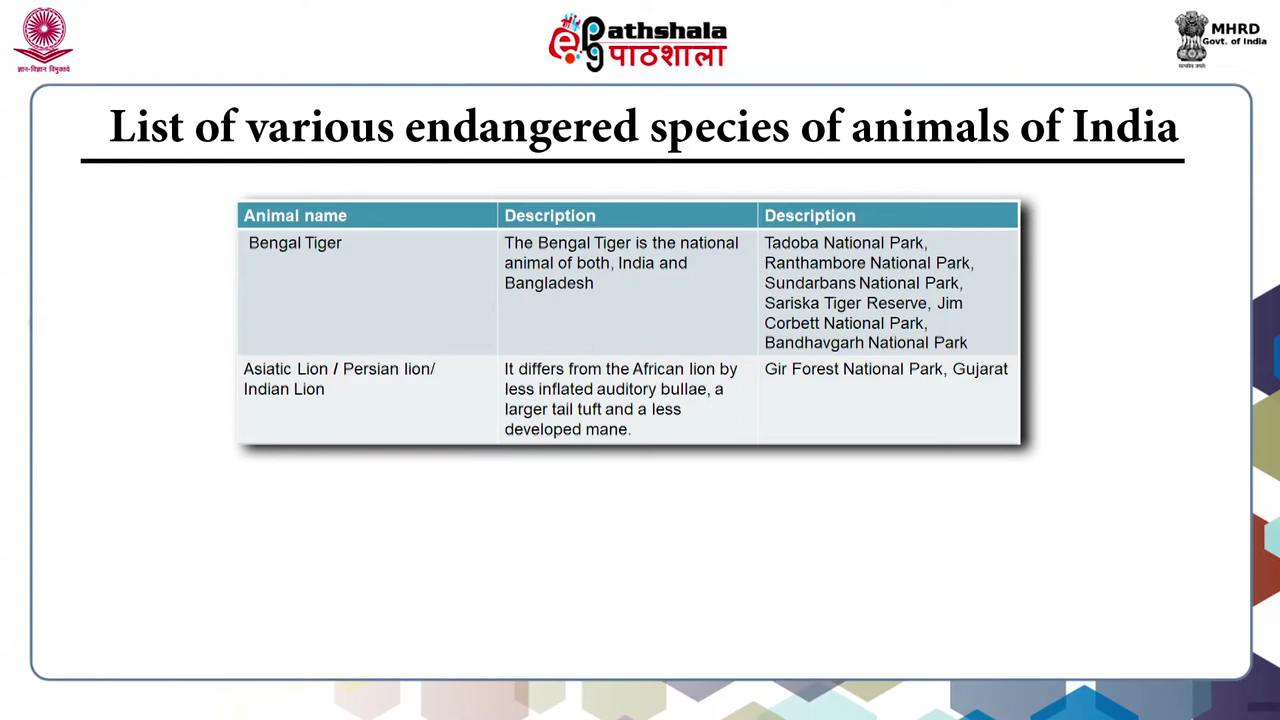 ज्ञान-विज्ञान विमुक्तये
ePathshala
पाठशाला
MHRD
Govt. of India
सत्यमेव जयते
List of various endangered species of animals of India
Animal name
Description
Description
Bengal Tiger
The Bengal Tiger is the national
animal of both, India and
Bangladesh
Tadoba National Park,
Ranthambore National Park,
Sundarbans National Park,
Sariska Tiger Reserve, Jim
Corbett National Park,
Bandhavgarh National Park
Asiatic Lion / Persian lion/
Indian Lion
It differs from the African lion by
less inflated auditory bullae, a
larger tail tuft and a less
developed mane.
Gir Forest National Park, Gujarat